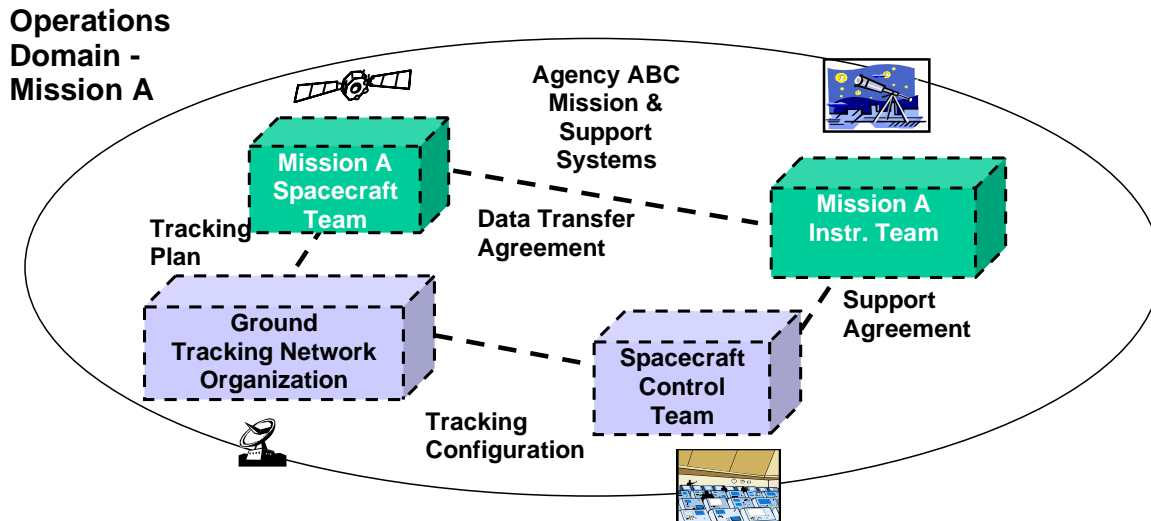 Operations
Domain -
Mission A
Agency ABC
Mission &
Support
Systems
Mission A
Spacecraft
Team
Mission A
Instr. Team
Tracking
Plan
Data Transfer
Agreement
Support
Agreement
Ground
Tracking Network
Organization
Spacecraft
Control
Team
Tracking
Configuration